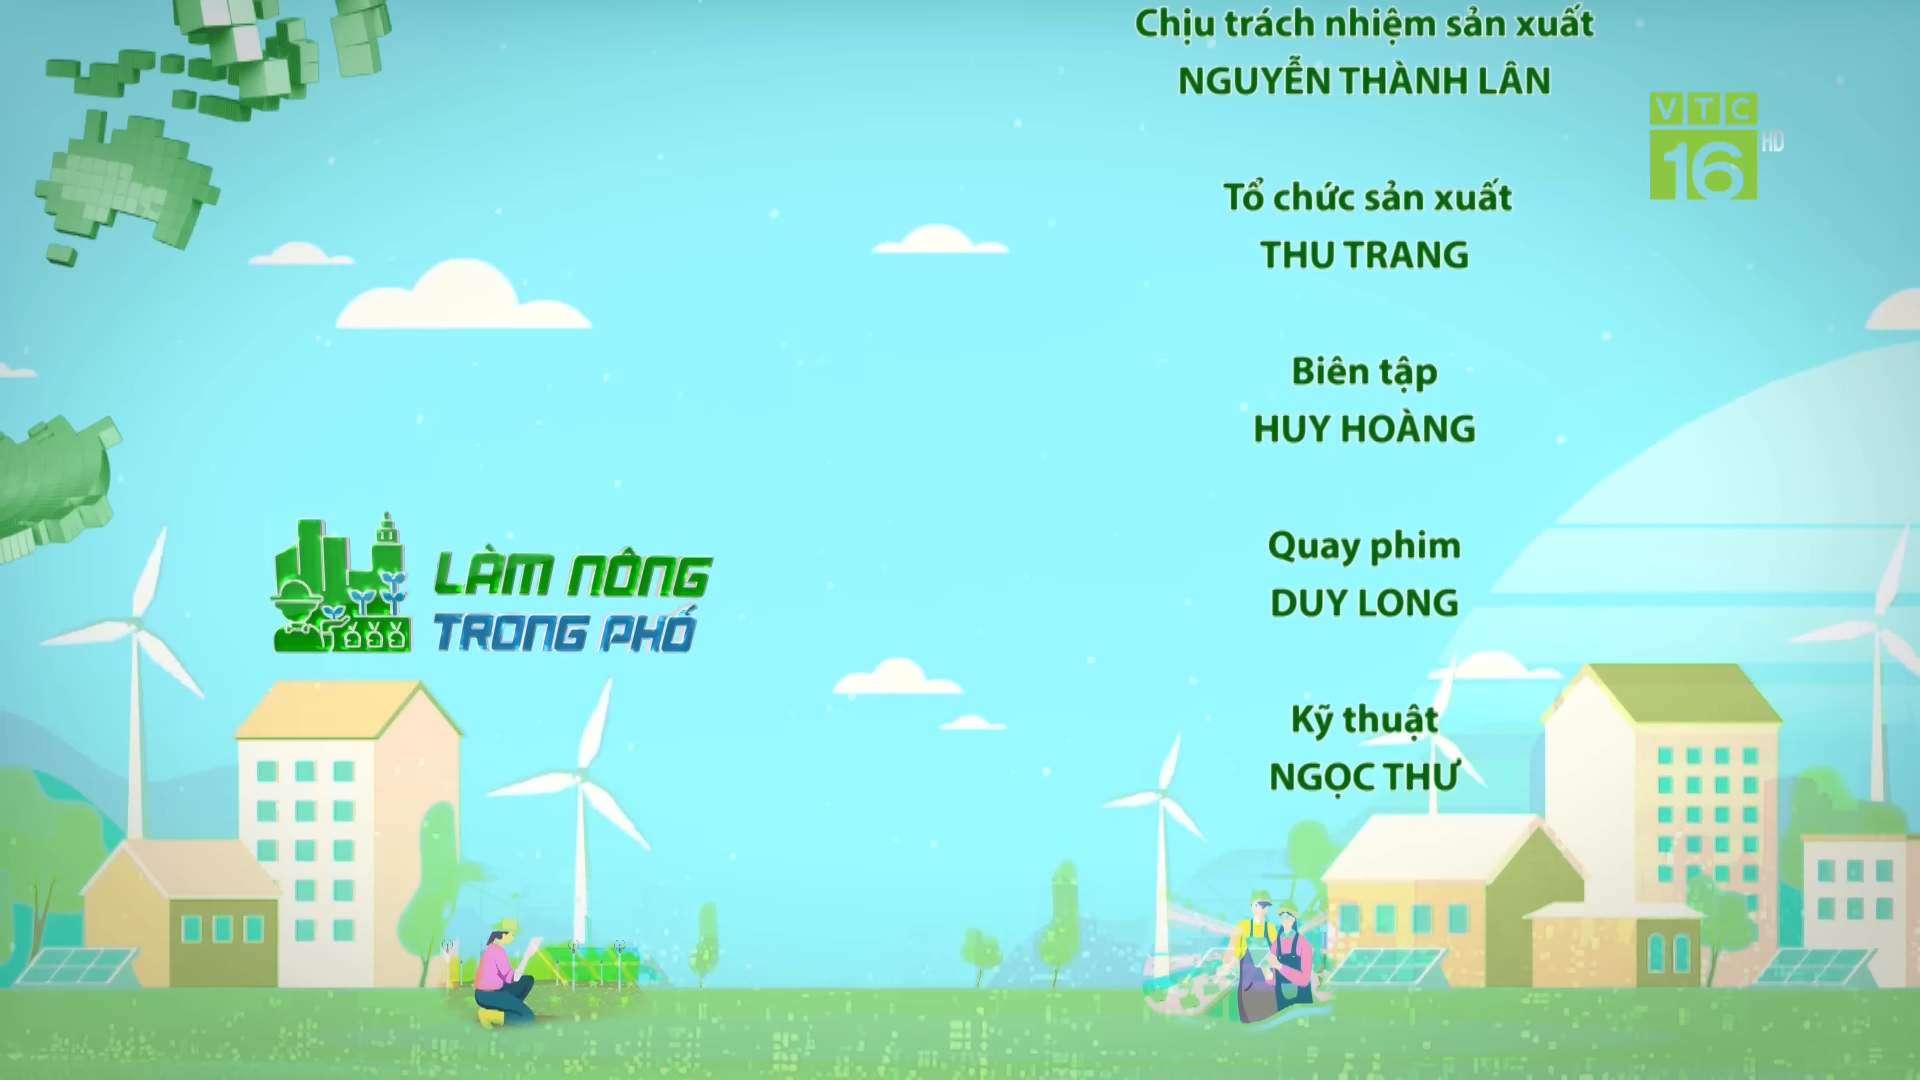 Chịu trách nhiệm sản xuất
NGUYỄN THÀNH LÂN
VTC
16 HD
Tổ chức sản xuất
THU TRANG
Biên tập
HUY HOÀNG
Quay phim
DUY LONG
LÀM NÔNG
TRONG PHỐ
Kỹ thuật
NGỌC THƯ